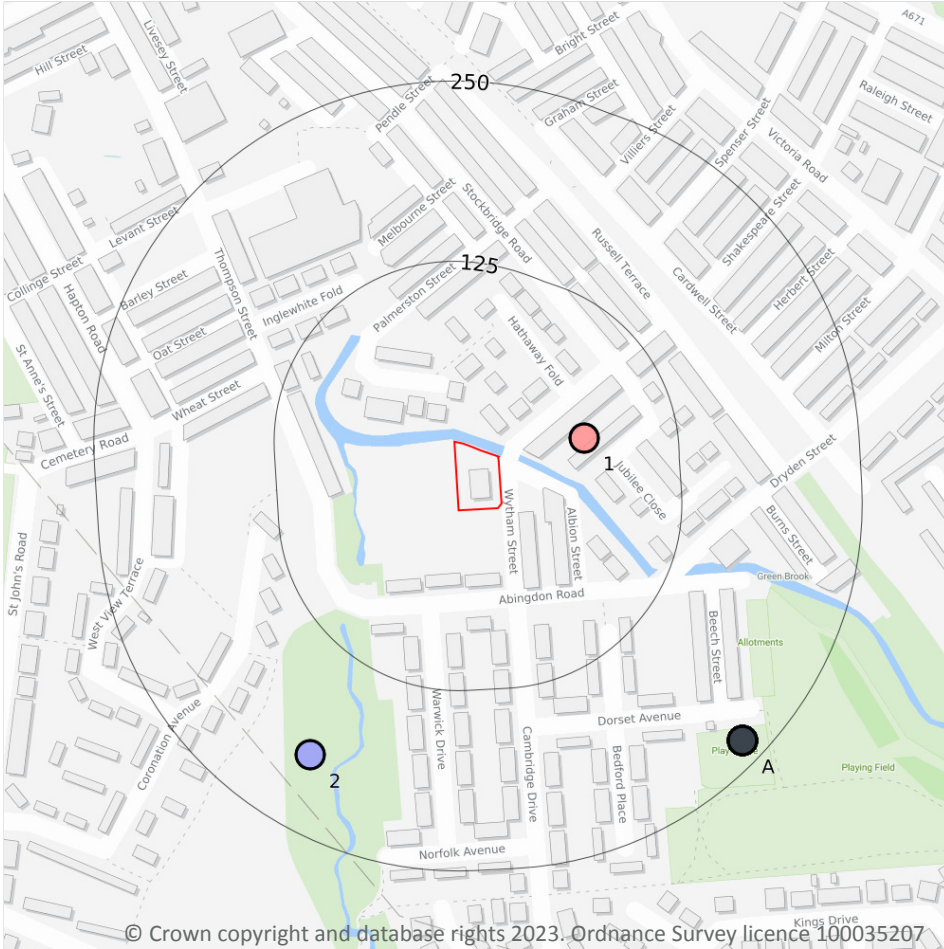 A671
Bright Street
Livesey Street
Hill Street
250
Pendle Street
Graham Street
Raleigh Street
Villiers Street
Spenser Street
Victoria Road
Melbourne Street
Stockbridge Road
Shakespeare Street
Levant Street
Russell Terrace
Collinge Street
Thompson Street
125
Cardwell Street
Herbert Street
Barley Street
Hapton Road
Inglewhite Fold
Palmerston Street
Milton Street
Oat Street
Hathaway Fold
St Anne's Street
Wheat Street
Cemetery Road
1
Jubilee Close
Dryden Street
Wytham Street
Albion Street
Burns Street
St John's Road
Green Brook
West View Terrace
Abingdon Road
Beech Street
Allotments
Coronation Avenue
Warwick Drive
Dorset Avenue
Cambridge Drive
Bedford Place
Play
A
Playing Field
2
Norfolk Avenue
Kings Drive
© Crown copyright and database rights 2023. Ordnance Survey licence 100035207